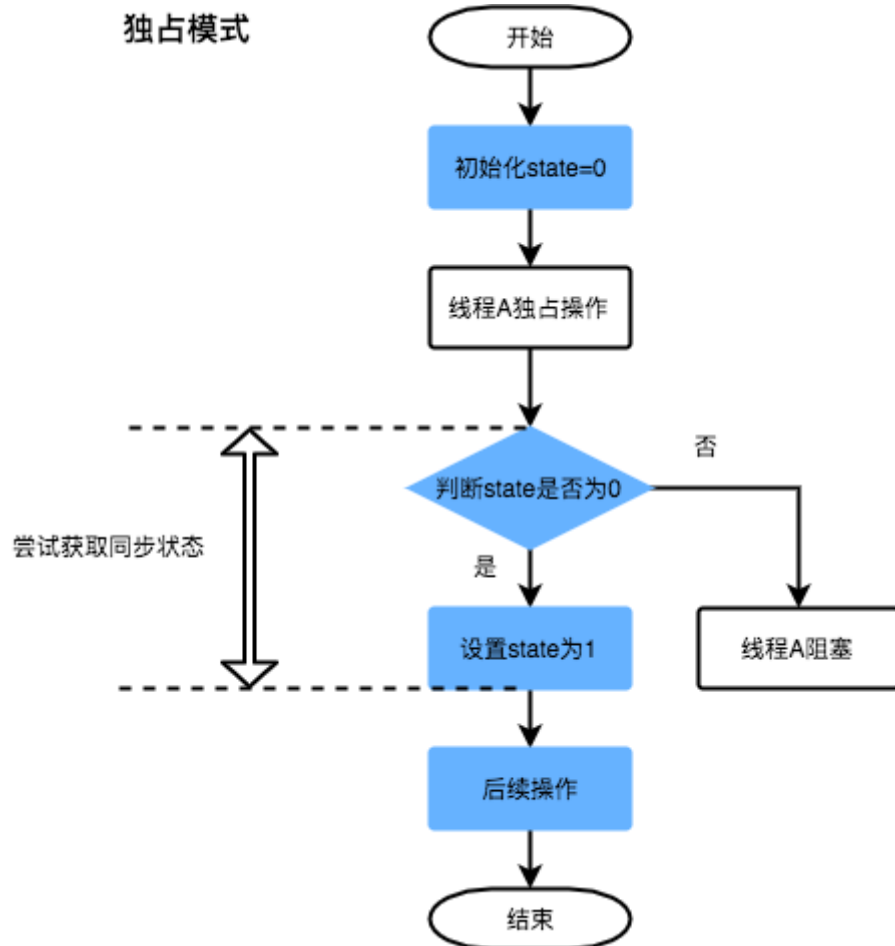 独占模式
开始
初始化state=0
线程A独占操作
判断state是否为0
否
尝试获取同步状态
是
设置state为1
线程A阻塞
后续操作
结束